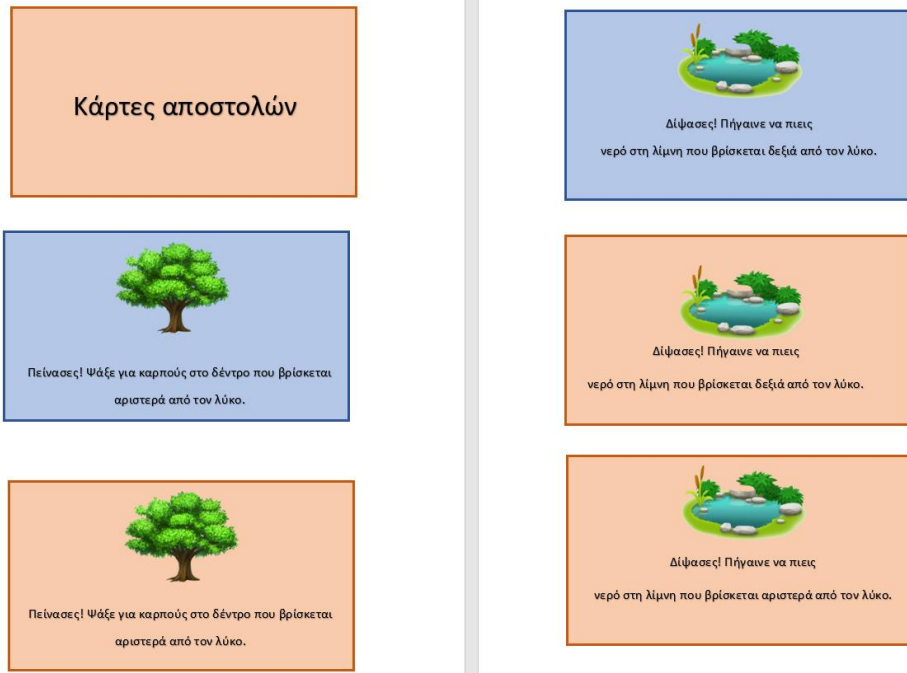 Κάρτες αποστολών
Πείνασες! Ψάξε για καρπούς στο δέντρο που βρίσκεται
αριστερά από τον λύκο.
Πείνασες! Ψάξε για καρπούς στο δέντρο που βρίσκεται
αριστερά από τον λύκο.
Δίψασες! Πήγαινε να πιεις
νερό στη λίμνη που βρίσκεται δεξιά από τον λύκο.
Δίψασες! Πήγαινε να πιεις
νερό στη λίμνη που βρίσκεται δεξιά από τον λύκο.
Δίψασες! Πήγαινε να πιεις
νερό στη λίμνη που βρίσκεται αριστερά από τον λύκο.